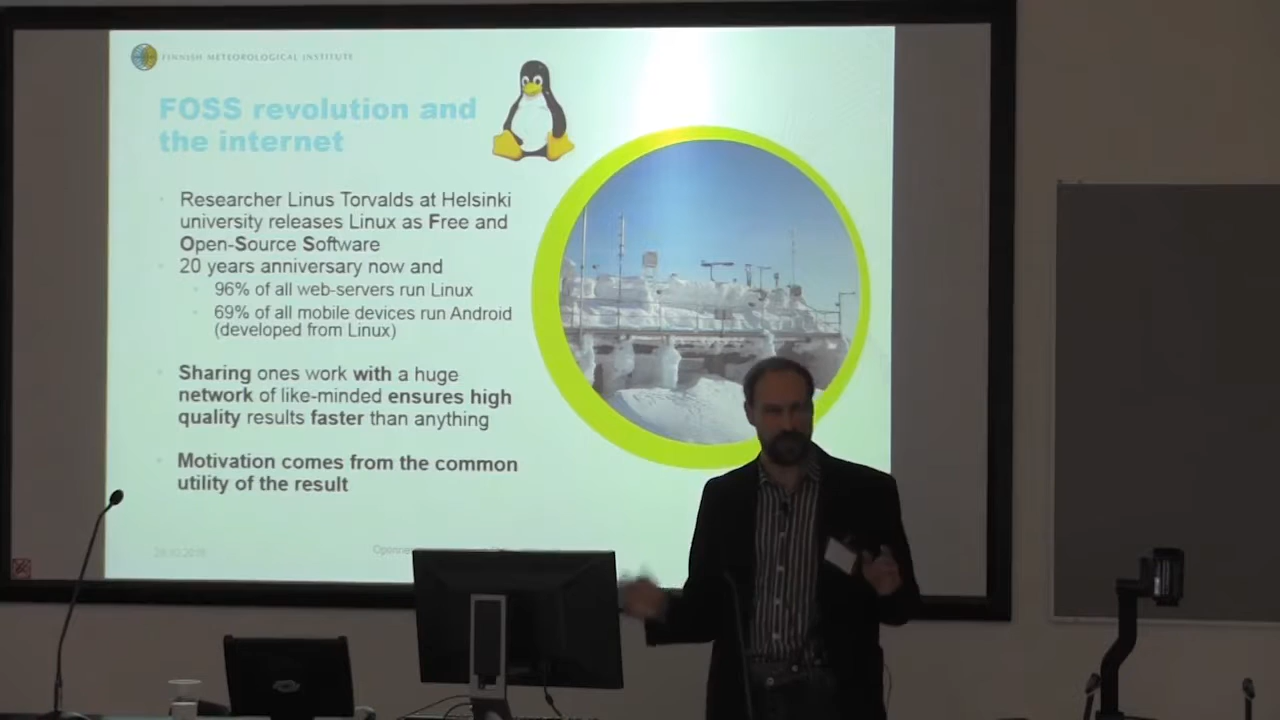 FINNISH METEOROLOGICAL INSTITUTE
FOSS revolution and
the internet
Researcher Linus Torvalds at Helsinki
university releases Linux as Free and
Open-Source Software
20 years anniversary now and
96% of all web-servers run Linux
69% of all mobile devices run Android
(developed from Linux)
Sharing ones work with a huge
network of like-minded ensures high
quality results faster than anything
Motivation comes from the common
utility of the result